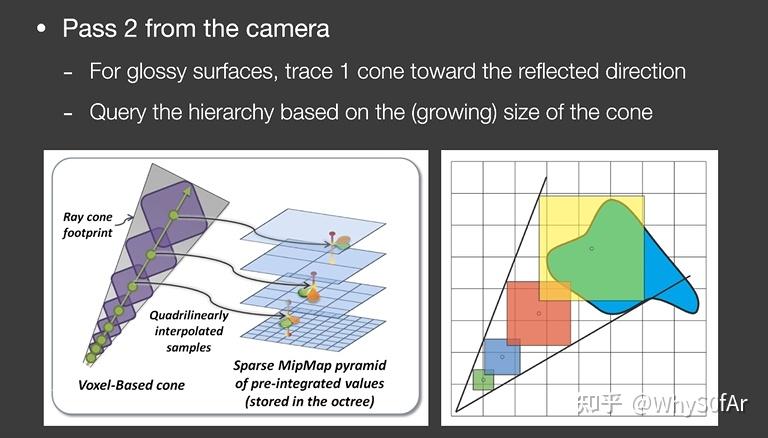 • Pass 2 from the camera
- For glossy surfaces, trace 1 cone toward the reflected direction
- Query the hierarchy based on the (growing) size of the cone
Ray cone
footprint
Quadrilinearly
interpolated
samples
Voxel-Based cone
Sparse MipMap pyramid
of pre-integrated values
(stored in the octree)
知乎 @WhyS0fAr